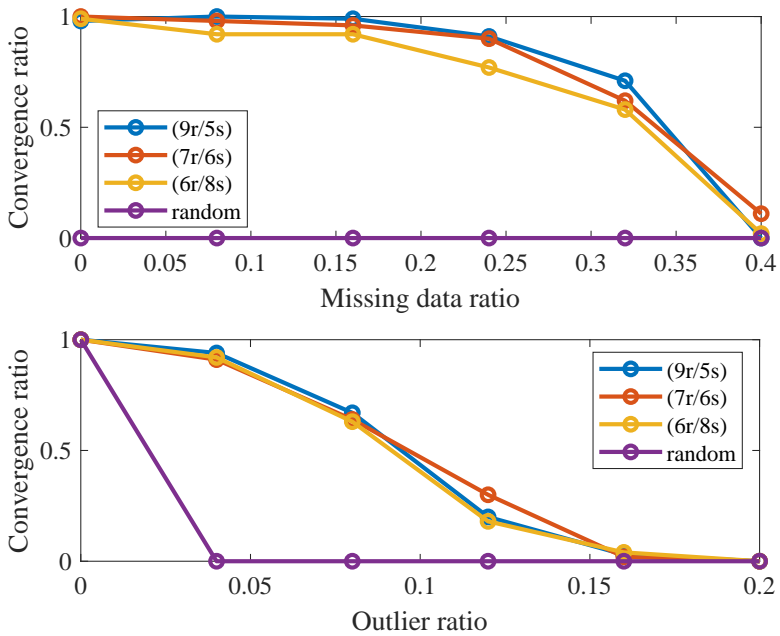 Convergence ratio
1
0.5
0
(9r/5s)
(7r/6s)
(6r/8s)
random
0 0.05 0.1 0.15 0.2 0.25 0.3 0.35 0.4
Missing data ratio
Convergence ratio
1
0.5
0
(9r/5s)
(7r/6s)
(6r/8s)
random
0 0.05 0.1 0.15 0.2
Outlier ratio